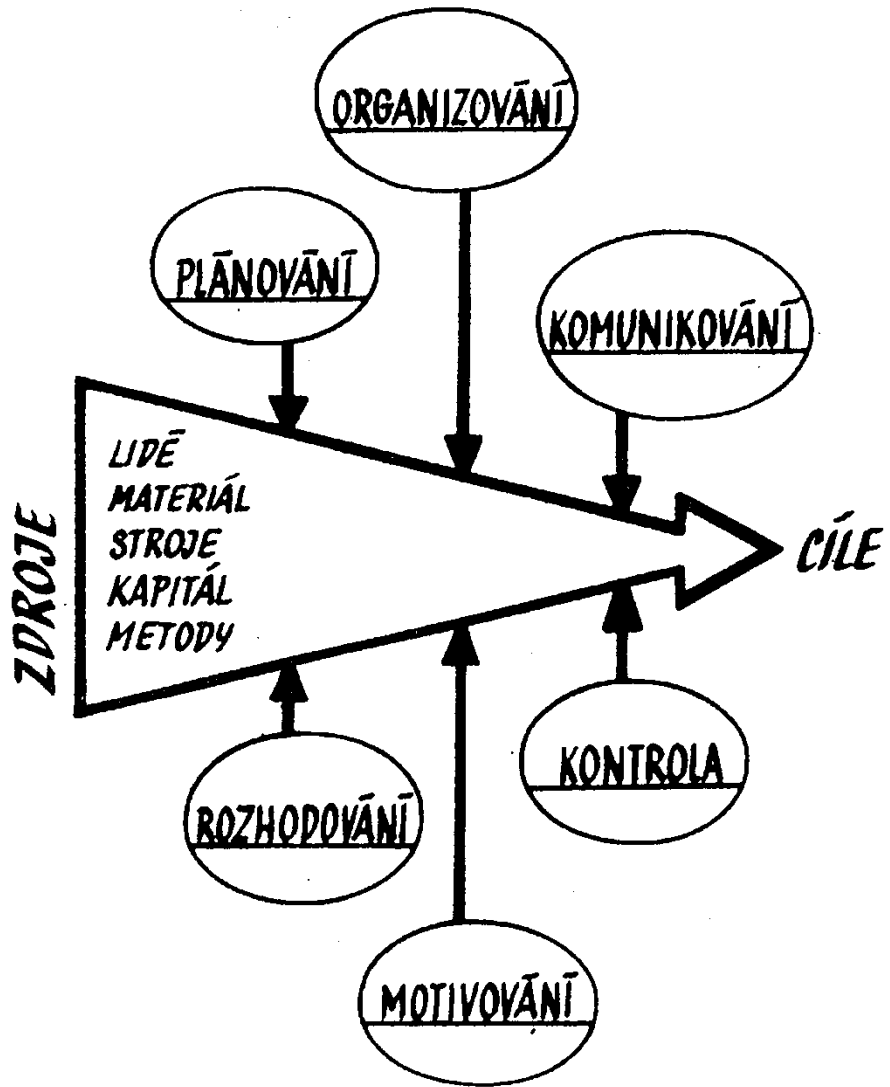 ORGANIZOVÁNÍ
PLÁNOVÁNÍ
KOMUNIKOVÁNÍ
ZDROJE
LIDÉ
MATERIÁL
STROJE
KAPITÁL
METODY
CÍLE
ROZHODOVÁNÍ
KONTROLA
MOTIVOVÁNÍ